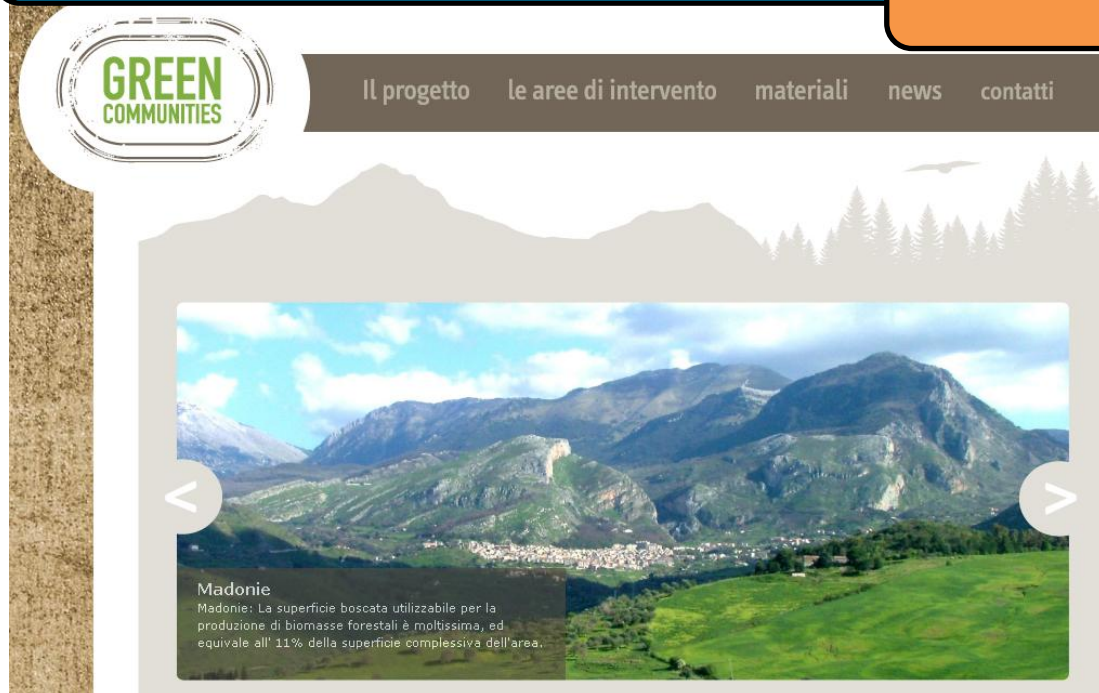 GREEN
COMMUNITIES
Il progetto le aree di intervento materiali news contatti
< >
Madonie
Madonie: La superficie boscata utilizzabile per la
produzione di biomasse forestali è moltissima, ed
equivale all' 11% della superficie complessiva dell'area.